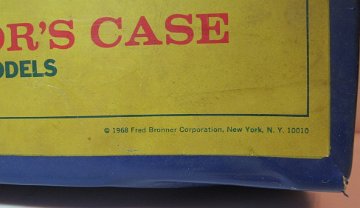 OR'S CASE
ODELS
© 1968 Fred Bronner Corporation, New York, N. Y. 10010